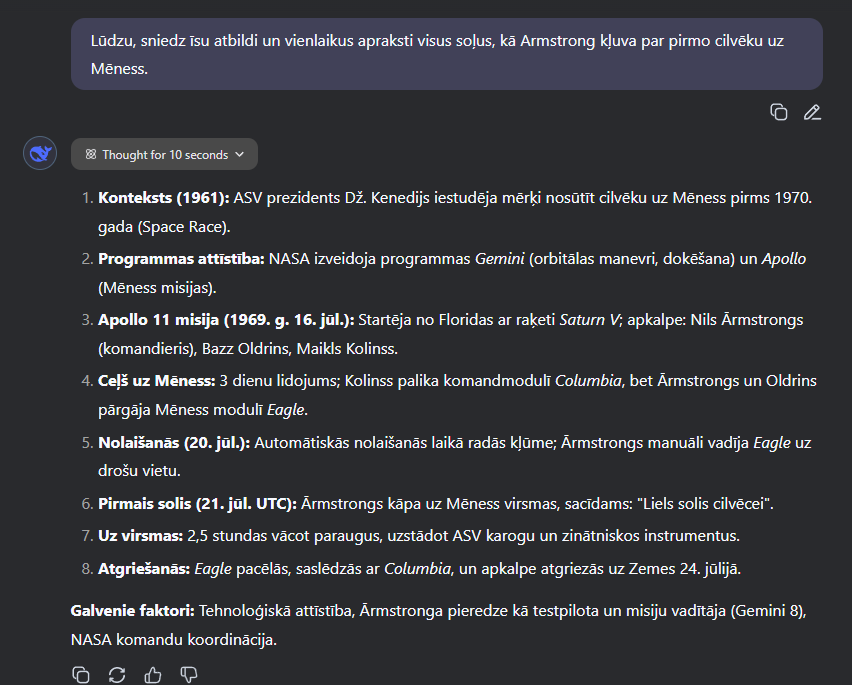 Lūdzu, sniedz īsu atbildi un vienlaikus apraksti visus soļus, kā Armstrong kļuva par pirmo cilvēku uz
Mēness.
Thought for 10 seconds
1. Konteksts (1961): ASV prezidents Dž. Kenedijs iestudēja mērķi nosūtīt cilvēku uz Mēness pirms 1970.
gada (Space Race).
2. Programmas attīstība: NASA izveidoja programmas Gemini (orbitālas manevri, dokēšana) un Apollo
(Mēness misijas).
3. Apollo 11 misija (1969. g. 16. jūl.): Startēja no Floridas ar raķeti Saturn V; apkalpe: Nils Ārmstrongs
(komandieris), Bazz Oldrins, Maikls Kolinss.
4. Ceļš uz Mēness: 3 dienu lidojums; Kolinss palika komandmodulī Columbia, bet Ārmstrongs un Oldrins
pārgāja Mēness modulī Eagle.
5. Nolaišanās (20. jūl.): Automātiskās nolaišanās laikā radās kļūme; Ārmstrongs manuāli vadīja Eagle uz
drošu vietu.
6. Pirmais solis (21. jūl. UTC): Ārmstrongs kāpa uz Mēness virsmas, sacīdams: "Liels solis cilvēcei".
7. Uz virsmas: 2,5 stundas vācot paraugus, uzstādot ASV karogu un zinātniskos instrumentus.
8. Atgriešanās: Eagle pacēlās, saslēdzās ar Columbia, un apkalpe atgriezās uz Zemes 24. jūlijā.
Galvenie faktori: Tehnoloģiskā attīstība, Ārmstronga pieredze kā testpilota un misiju vadītāja (Gemini 8),
NASA komandu koordinācija.